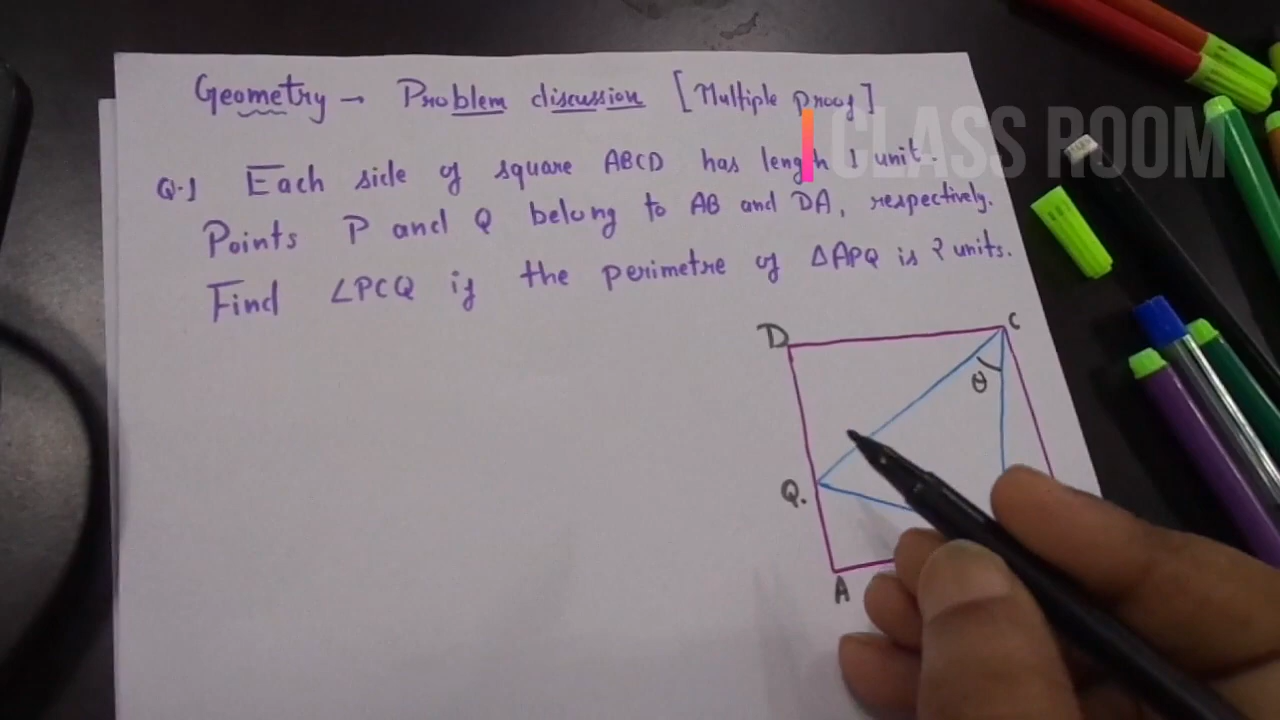 Geometry → Problem discussion [Multiple proof]
CLASS ROOM
Q.1 Each side of square ABCD has length 1 unit.
Points P and Q belong to AB and DA, respectively.
Find ∠PCQ if the perimetre of ΔAPQ is 2 units.
D
C
θ
Q.
A